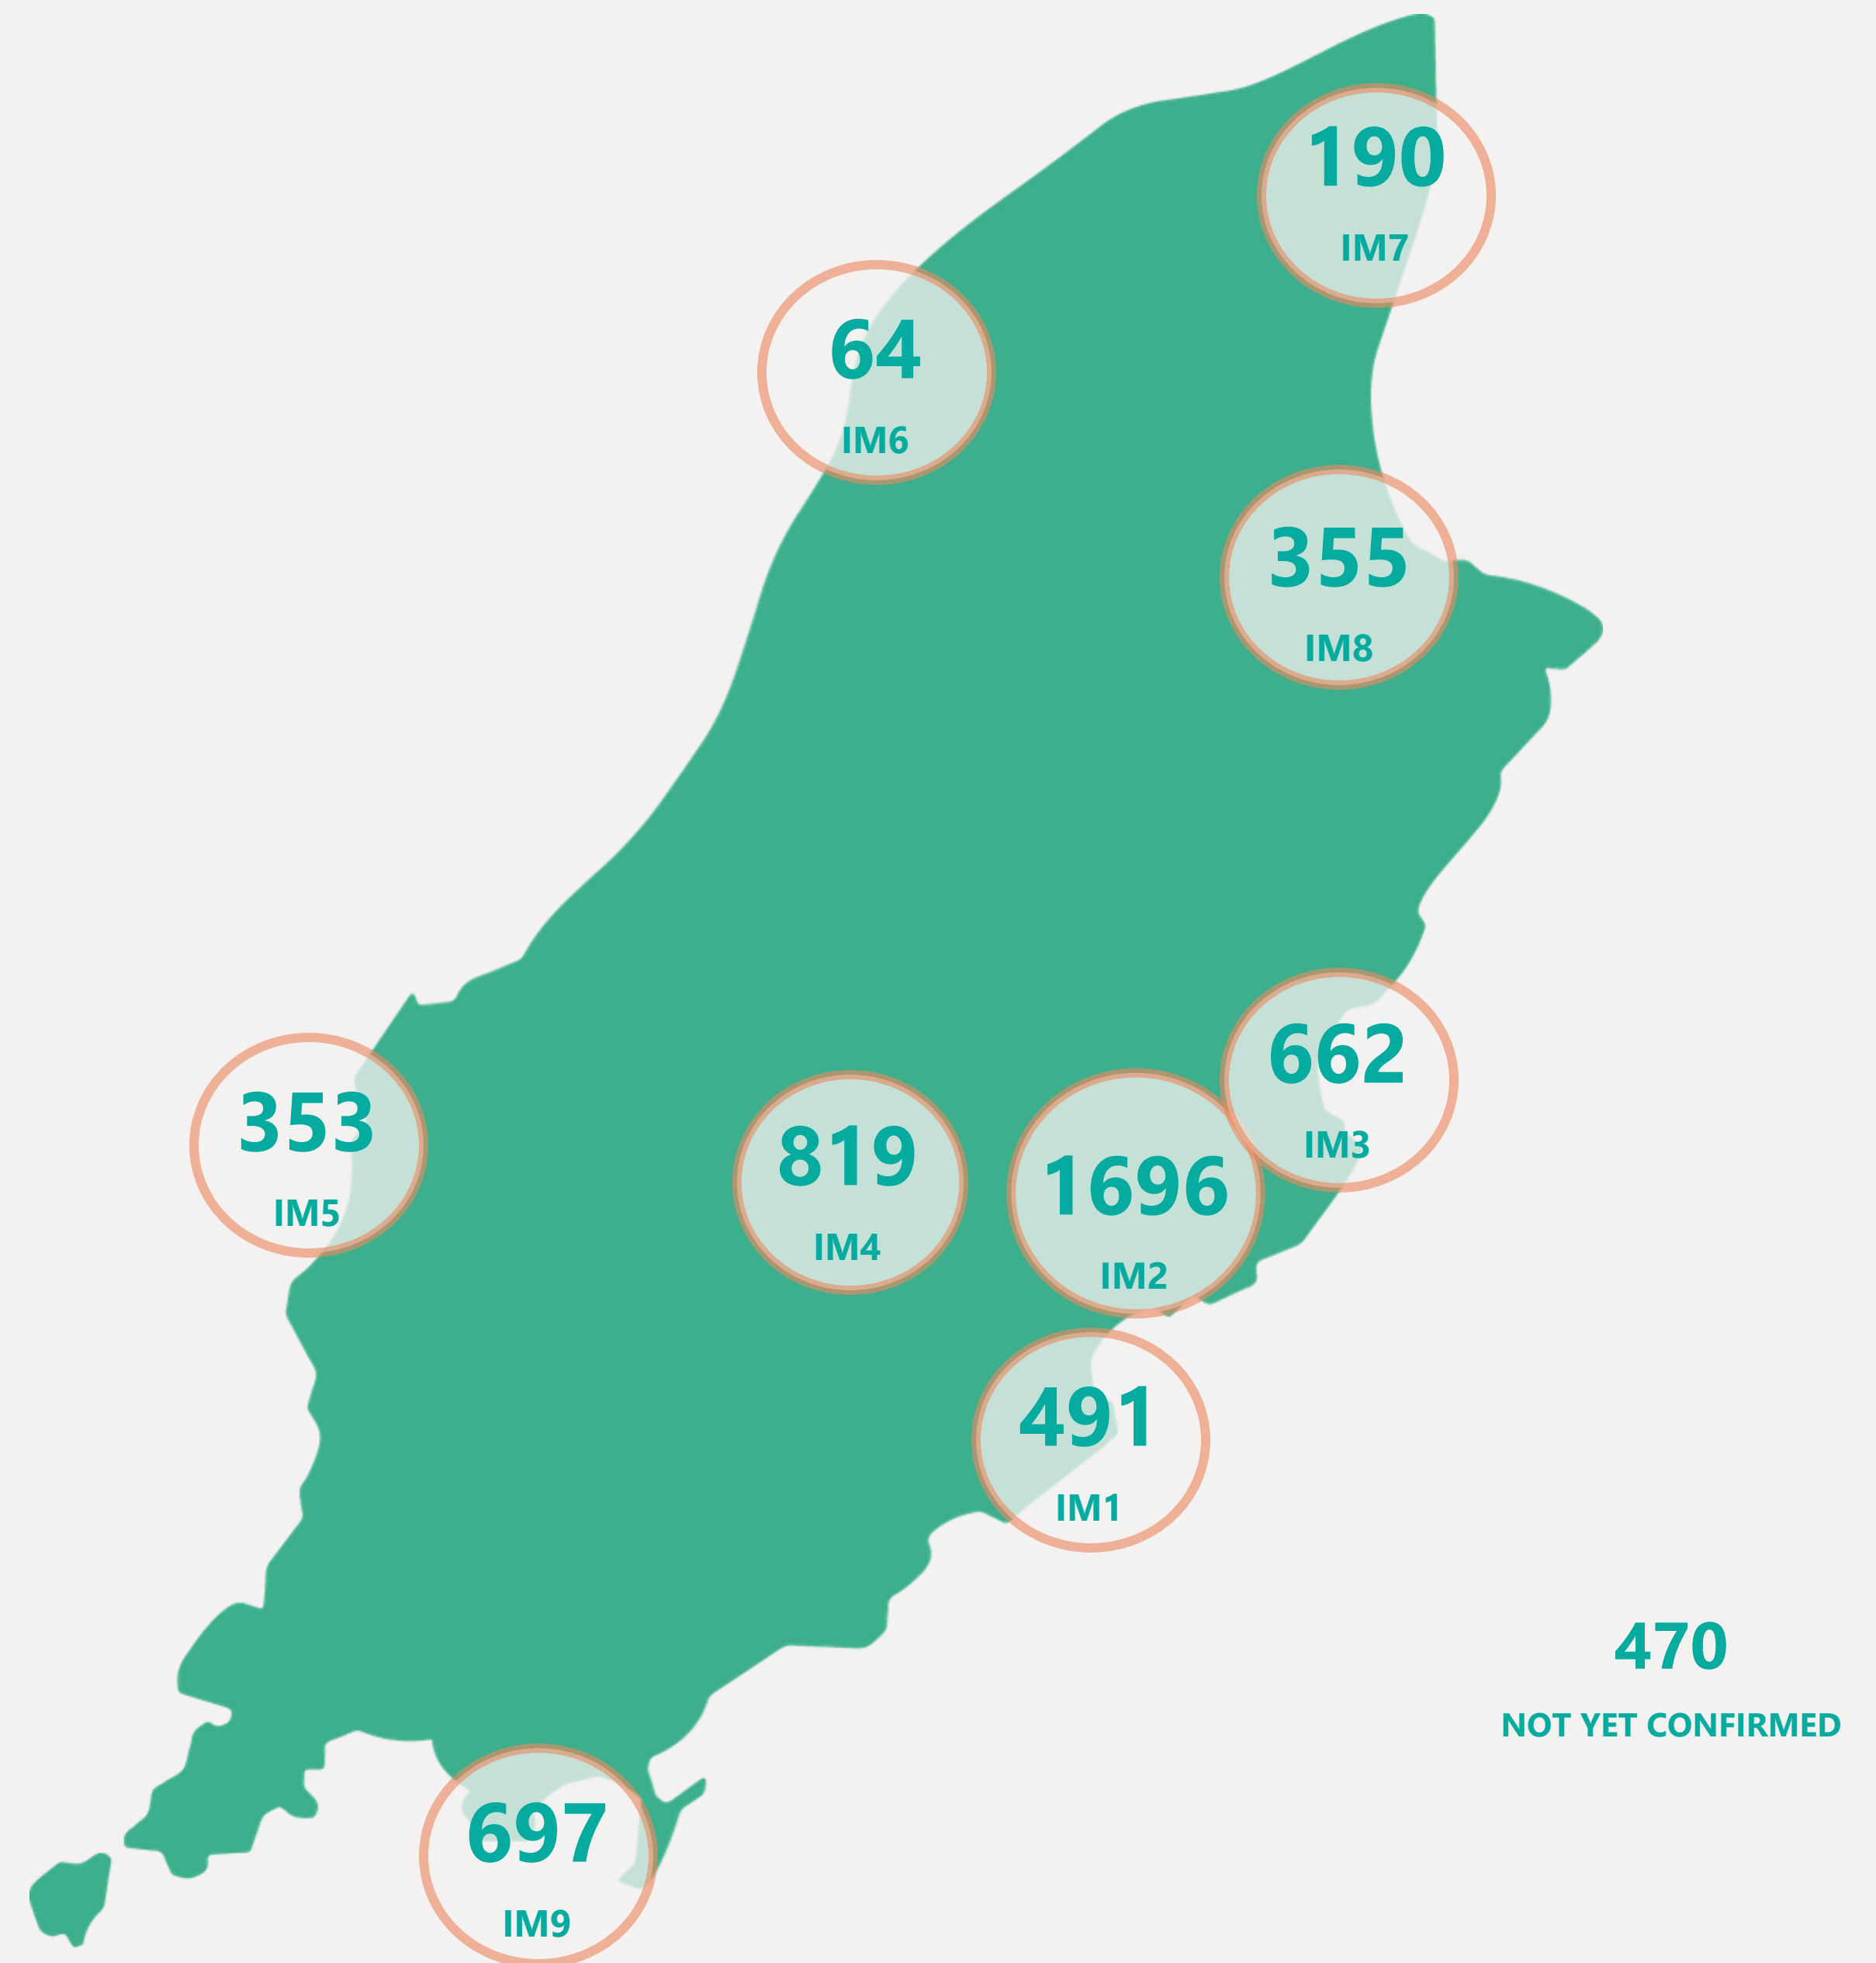 190
IM7
64
IM6
355
IM8
662
IM3
353
IM5
819
IM4
1696
IM2
491
IM1
470
NOT YET CONFIRMED
697
IM9